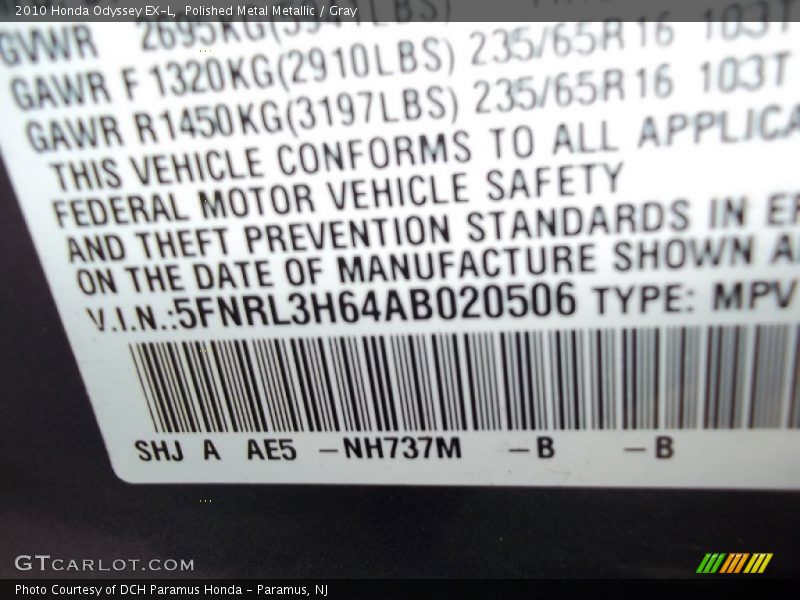 2010 Honda Odyssey EX-L, Polished Metal Metallic / Gray
GVWR 2695KG(5941LBS)
GAWR F 1320KG(2910LBS) 235/65R16 103T
GAWR R1450KG(3197LBS) 235/65R16 103T
THIS VEHICLE CONFORMS TO ALL APPLICA
FEDERAL MOTOR VEHICLE SAFETY
AND THEFT PREVENTION STANDARDS IN EF
ON THE DATE OF MANUFACTURE SHOWN A
V.I.N.:5FNRL3H64AB020506 TYPE: MPV
SHJ A AE5 -NH737M -B -B
GTCARLOT.COM
Photo Courtesy of DCH Paramus Honda - Paramus, NJ